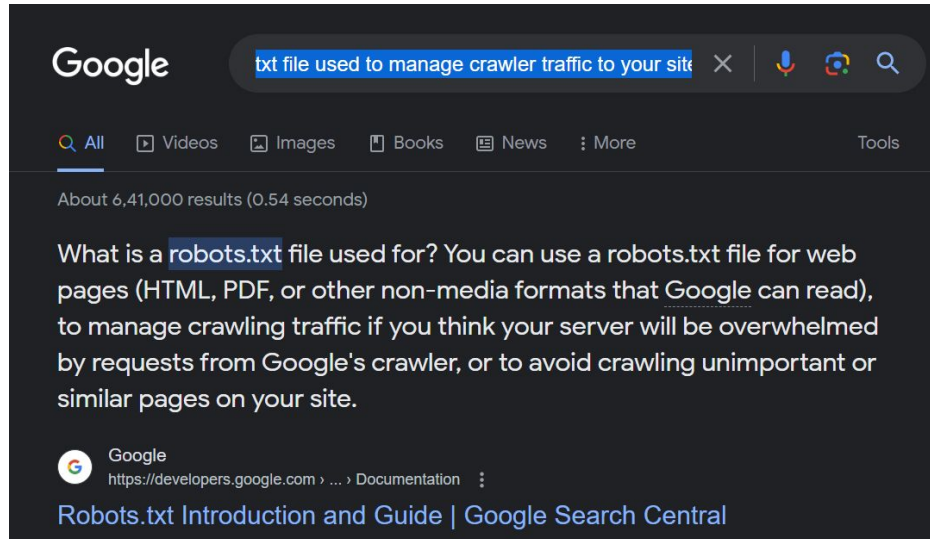 Google
txt file used to manage crawler traffic to your site
All Videos Images Books News More Tools
About 6,41,000 results (0.54 seconds)
What is a robots.txt file used for? You can use a robots.txt file for web
pages (HTML, PDF, or other non-media formats that Google can read),
to manage crawling traffic if you think your server will be overwhelmed
by requests from Google's crawler, or to avoid crawling unimportant or
similar pages on your site.
G
Google
https://developers.google.com › ... › Documentation
Robots.txt Introduction and Guide | Google Search Central